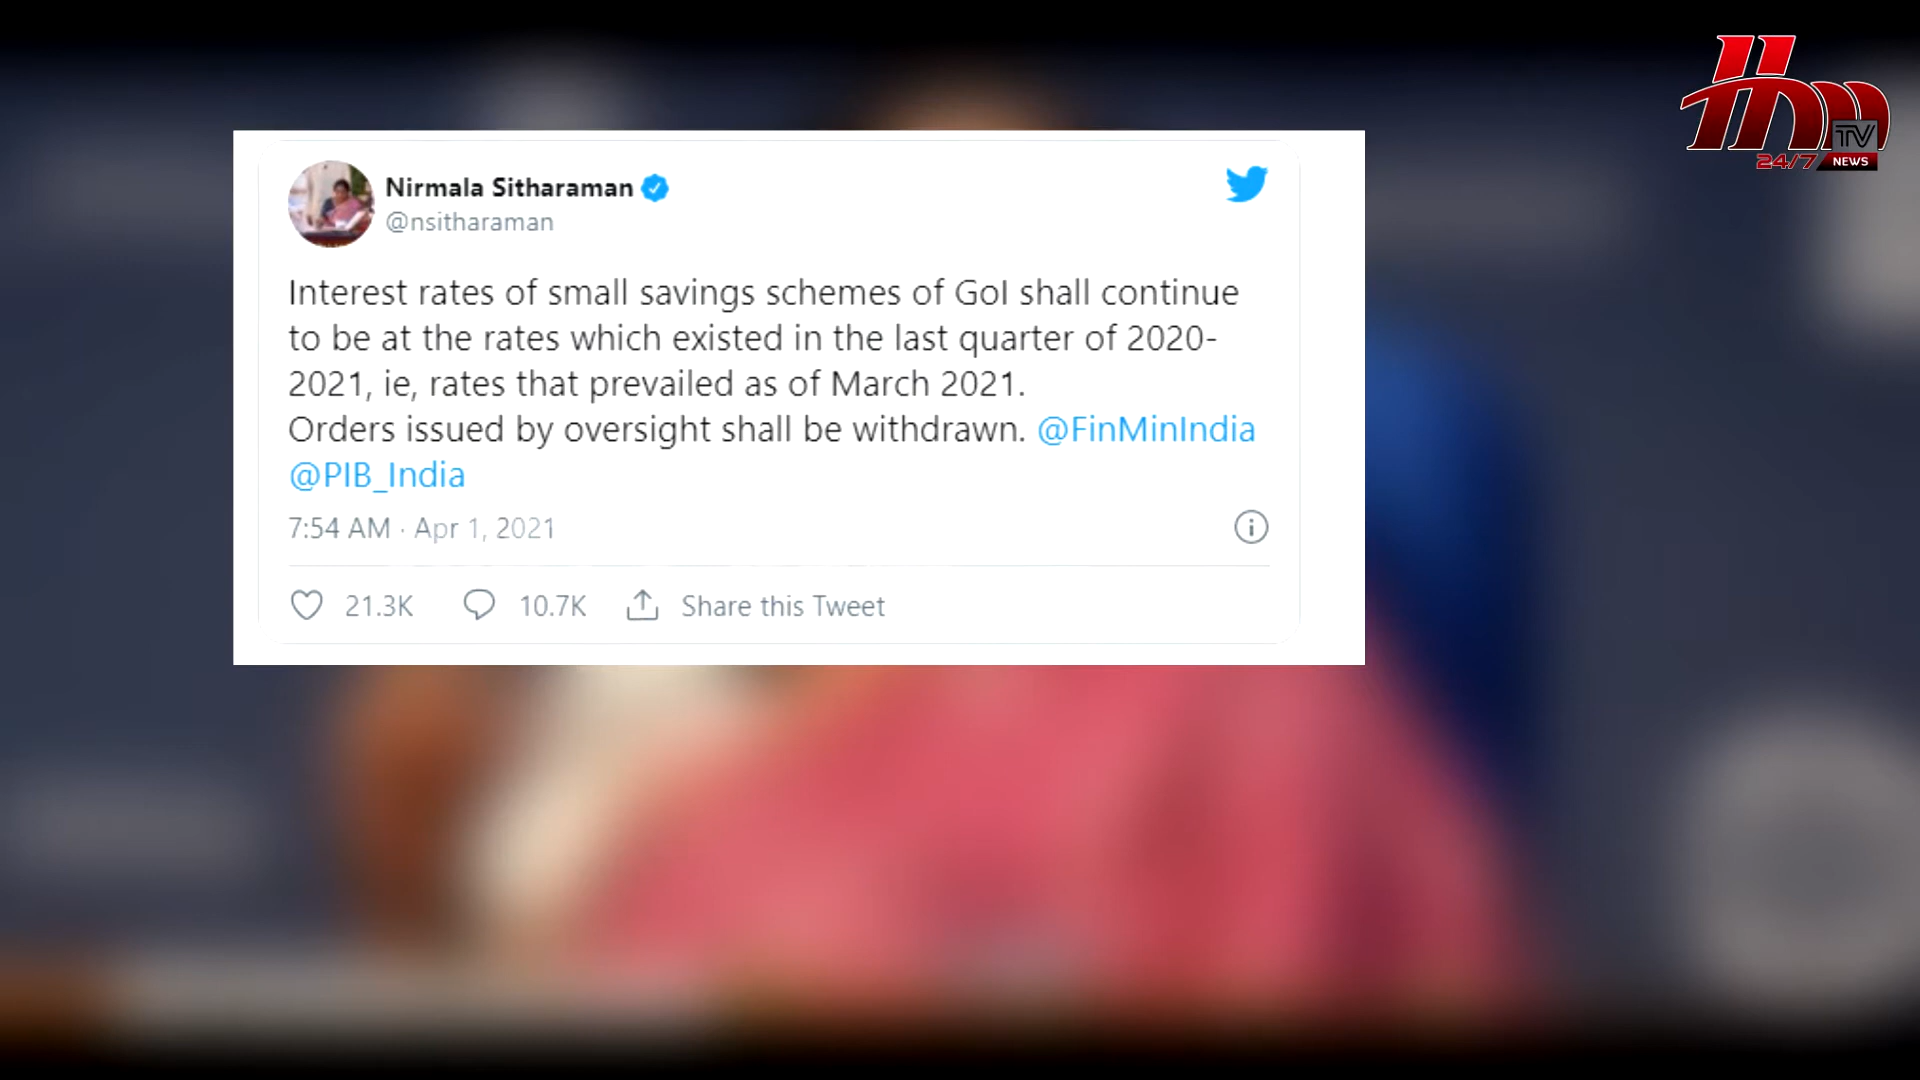 thn
TV
24/7 NEWS
Nirmala Sitharaman
@nsitharaman
Interest rates of small savings schemes of GoI shall continue
to be at the rates which existed in the last quarter of 2020-
2021, ie, rates that prevailed as of March 2021.
Orders issued by oversight shall be withdrawn. @FinMinIndia
@PIB_India
7:54 AM · Apr 1, 2021
21.3K 10.7K Share this Tweet